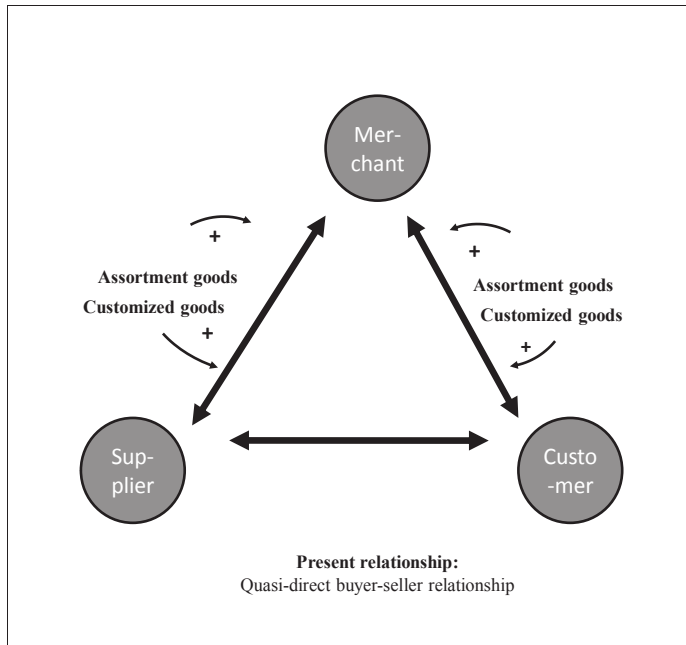 Mer-
chant
+
+
Assortment goods
Customized goods
+
Assortment goods
Customized goods
+
Sup-
plier
Custo
-mer
Present relationship:
Quasi-direct buyer-seller relationship